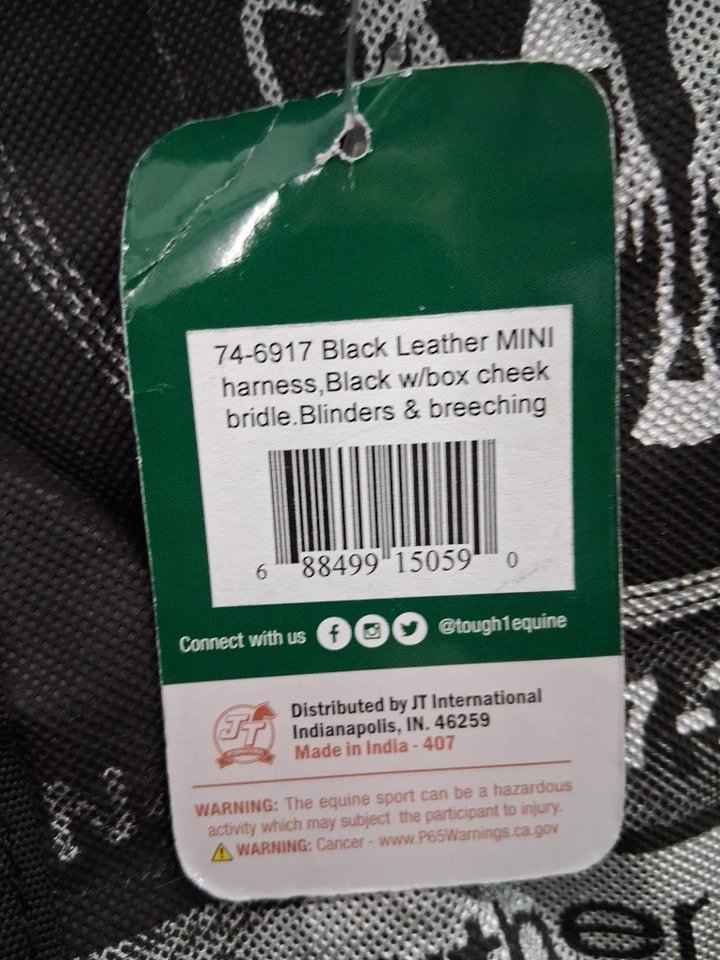 74-6917 Black Leather MINI
harness,Black w/box cheek
bridle.Blinders & breeching
6 88499 15059 0
Connect with us @tough1equine
JT
Distributed by JT International
Indianapolis, IN. 46259
Made in India - 407
WARNING: The equine sport can be a hazardous
activity which may subject the participant to injury.
WARNING: Cancer - www.P65Warnings.ca.gov